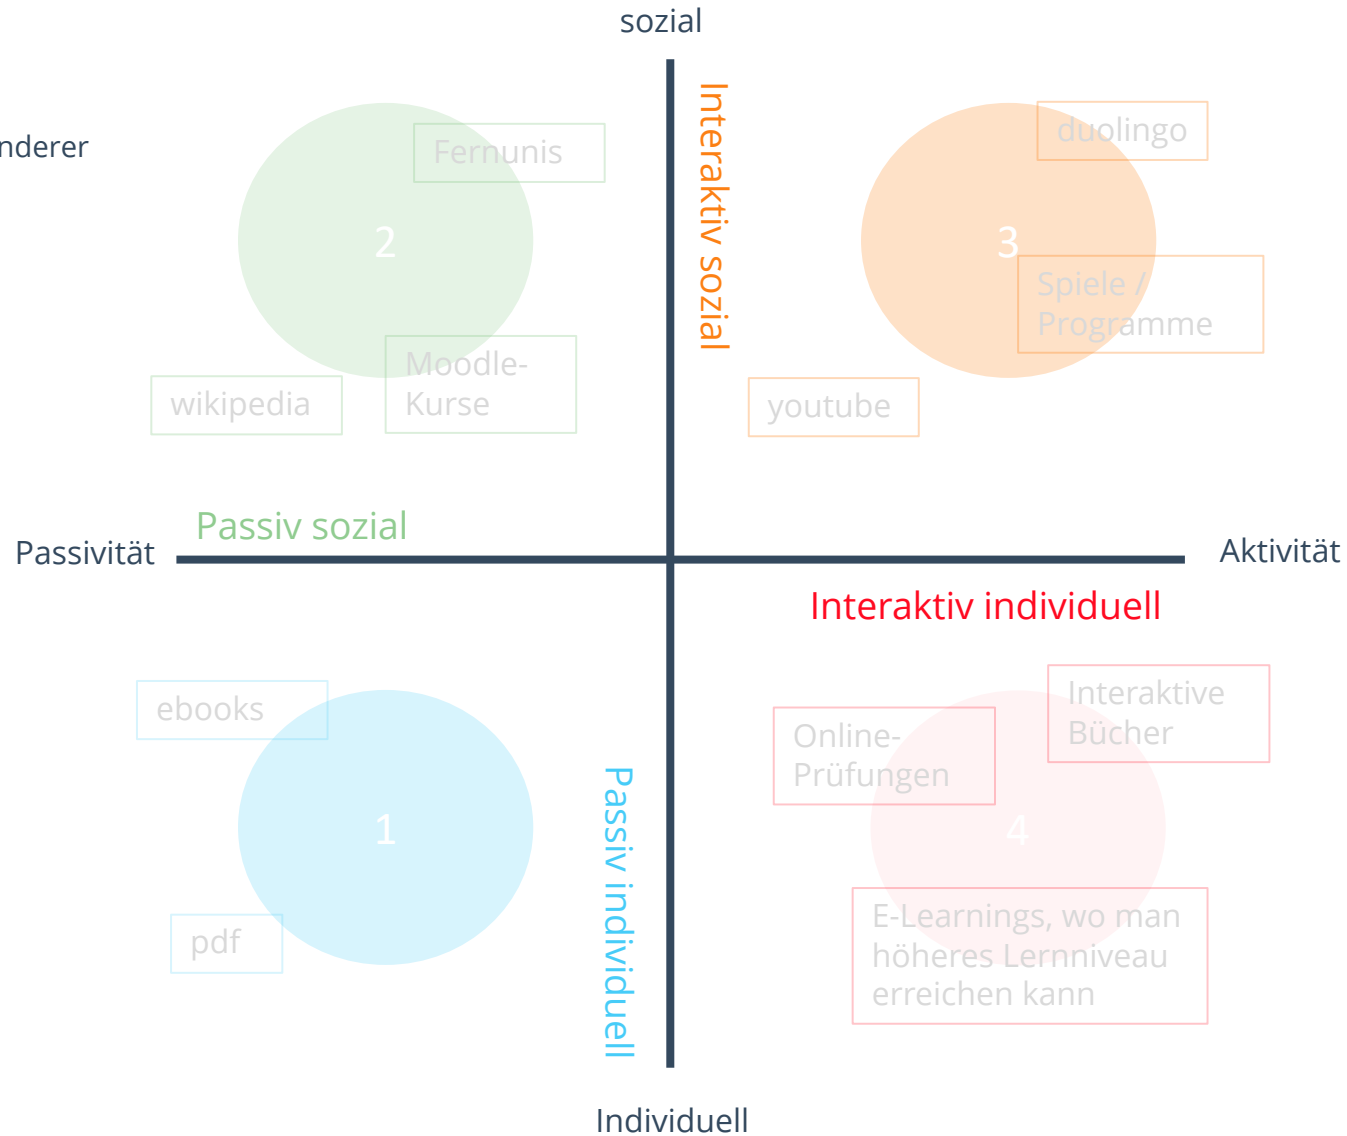 sozial
nderer
Interaktiv sozial
duolingo
Fernunis
2
3
Spiele /
Programme
Moodle-
Kurse
wikipedia
youtube
Passiv sozial
Passivität
Aktivität
Interaktiv individuell
ebooks
Interaktive
Bücher
Online-
Prüfungen
Passiv individuell
1
4
pdf
E-Learnings, wo man
höheres Lernniveau
erreichen kann
Individuell